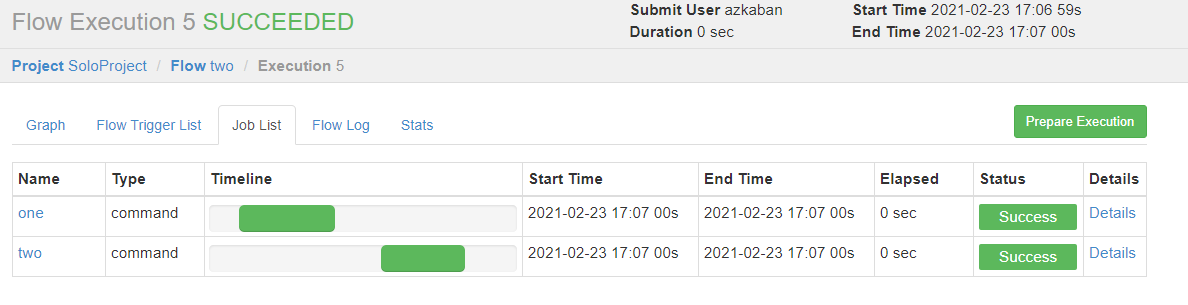 Flow Execution 5 SUCCEEDED
Submit User azkaban
Duration 0 sec
Start Time 2021-02-23 17:06 59s
End Time 2021-02-23 17:07 00s
Project SoloProject / Flow two / Execution 5
Graph Flow Trigger List Job List Flow Log Stats
Prepare Execution
Name Type Timeline Start Time End Time Elapsed Status Details
one command 2021-02-23 17:07 00s 2021-02-23 17:07 00s 0 sec Success Details
two command 2021-02-23 17:07 00s 2021-02-23 17:07 00s 0 sec Success Details